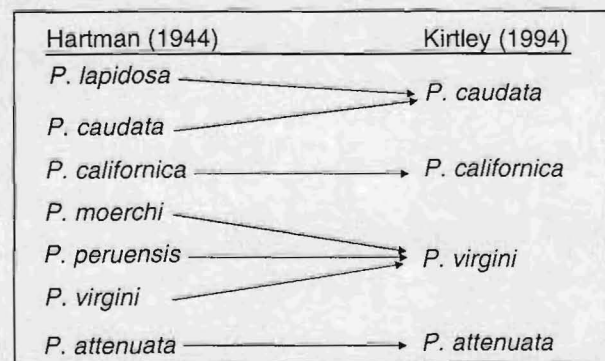 Hartman (1944) Kirtley (1994)
P. lapidosa
P. caudata
P. caudata
P. californica P. californica
P. moerchi
P. peruensis P. virgini
P. virgini
P. attenuata P. attenuata